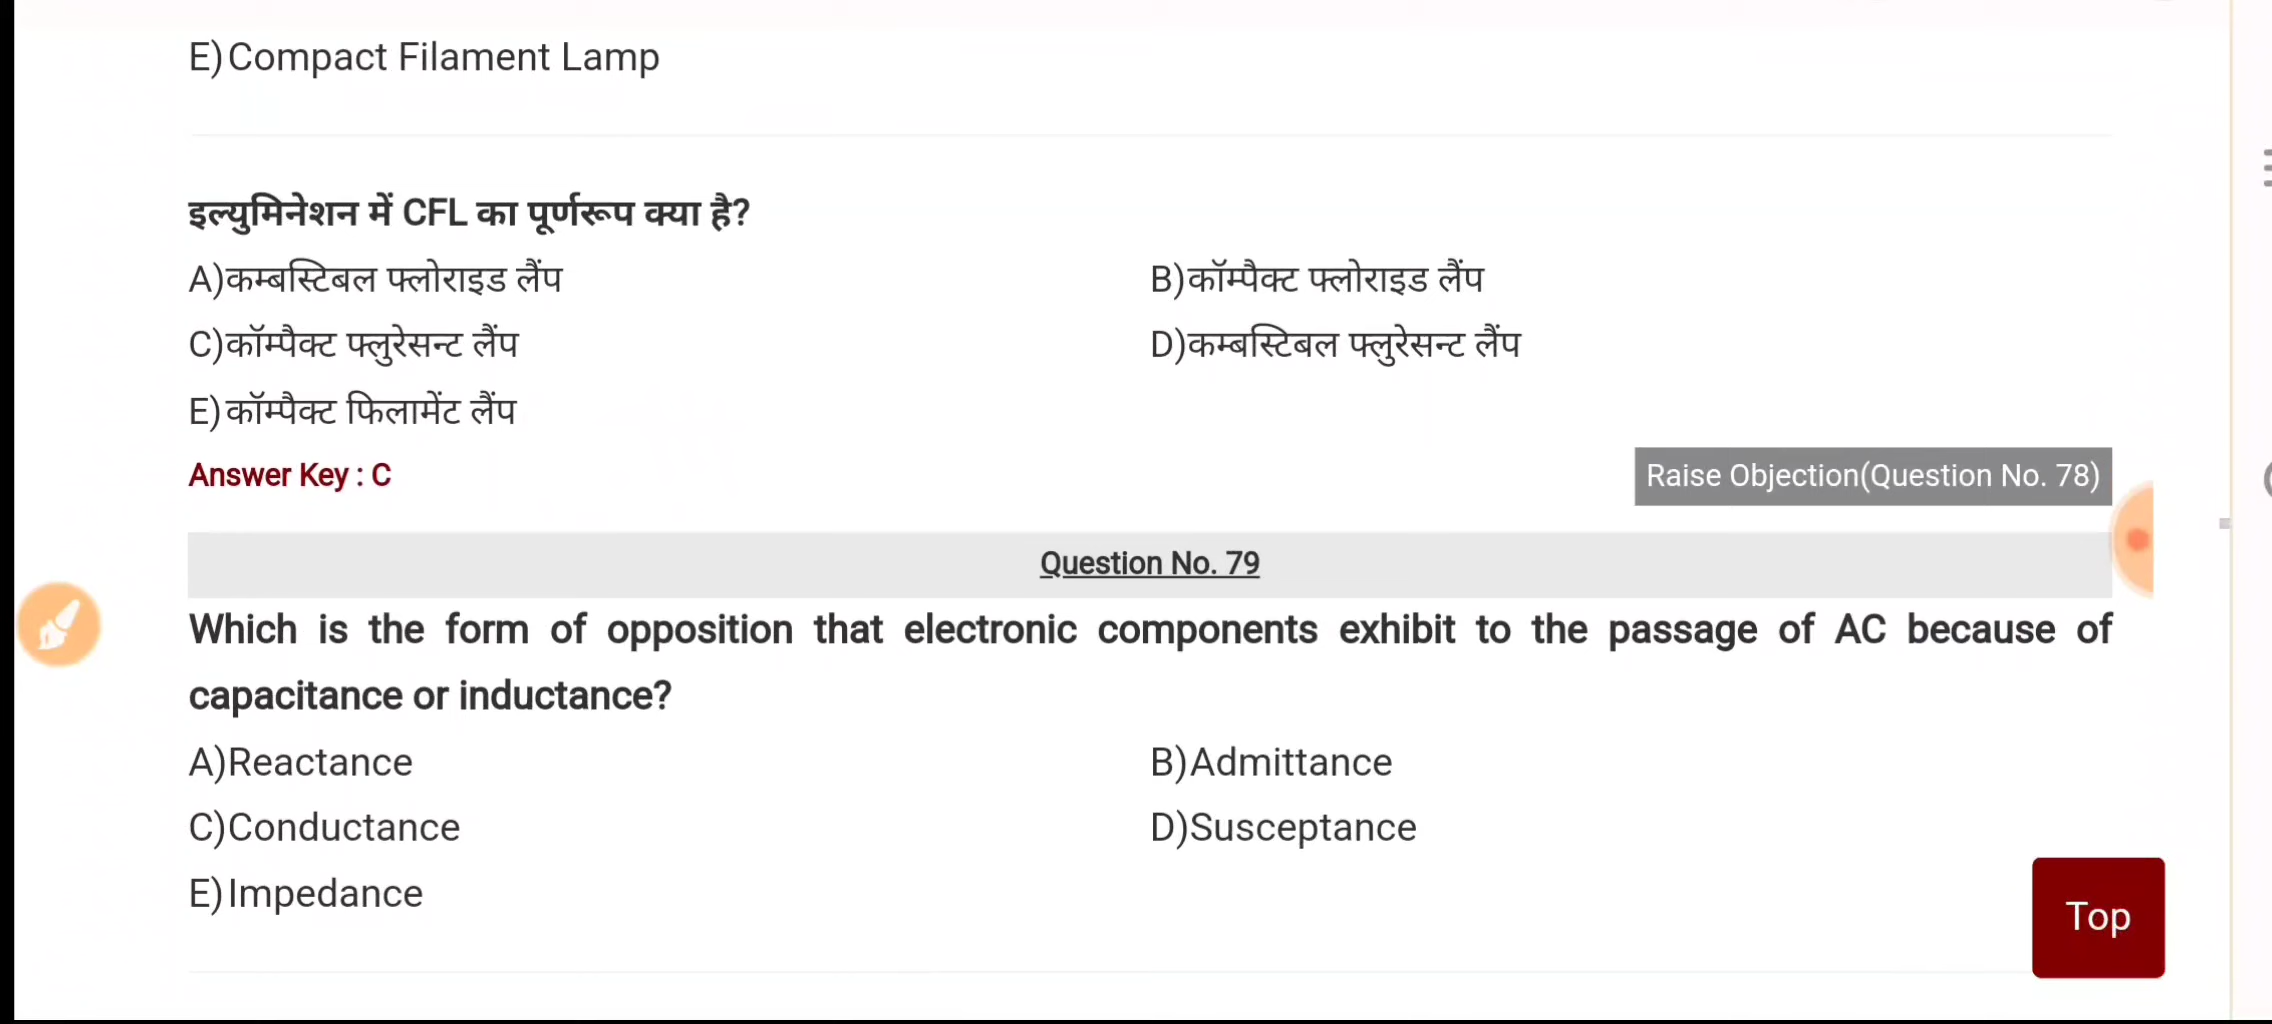 E)Compact Filament Lamp
इल्युमिनेशन में CFL का पूर्णरूप क्या है?
A)कम्बस्टिबल फ्लोराइड लैंप
B)कॉम्पैक्ट फ्लोराइड लैंप
C)कॉम्पैक्ट फ्लुरेसन्ट लैंप
D)कम्बस्टिबल फ्लुरेसन्ट लैंप
E)कॉम्पैक्ट फिलामेंट लैंप
Answer Key : C
Raise Objection(Question No. 78)
Question No. 79
Which is the form of opposition that electronic components exhibit to the passage of AC because of
capacitance or inductance?
A)Reactance
B)Admittance
C)Conductance
D)Susceptance
E)Impedance
Top